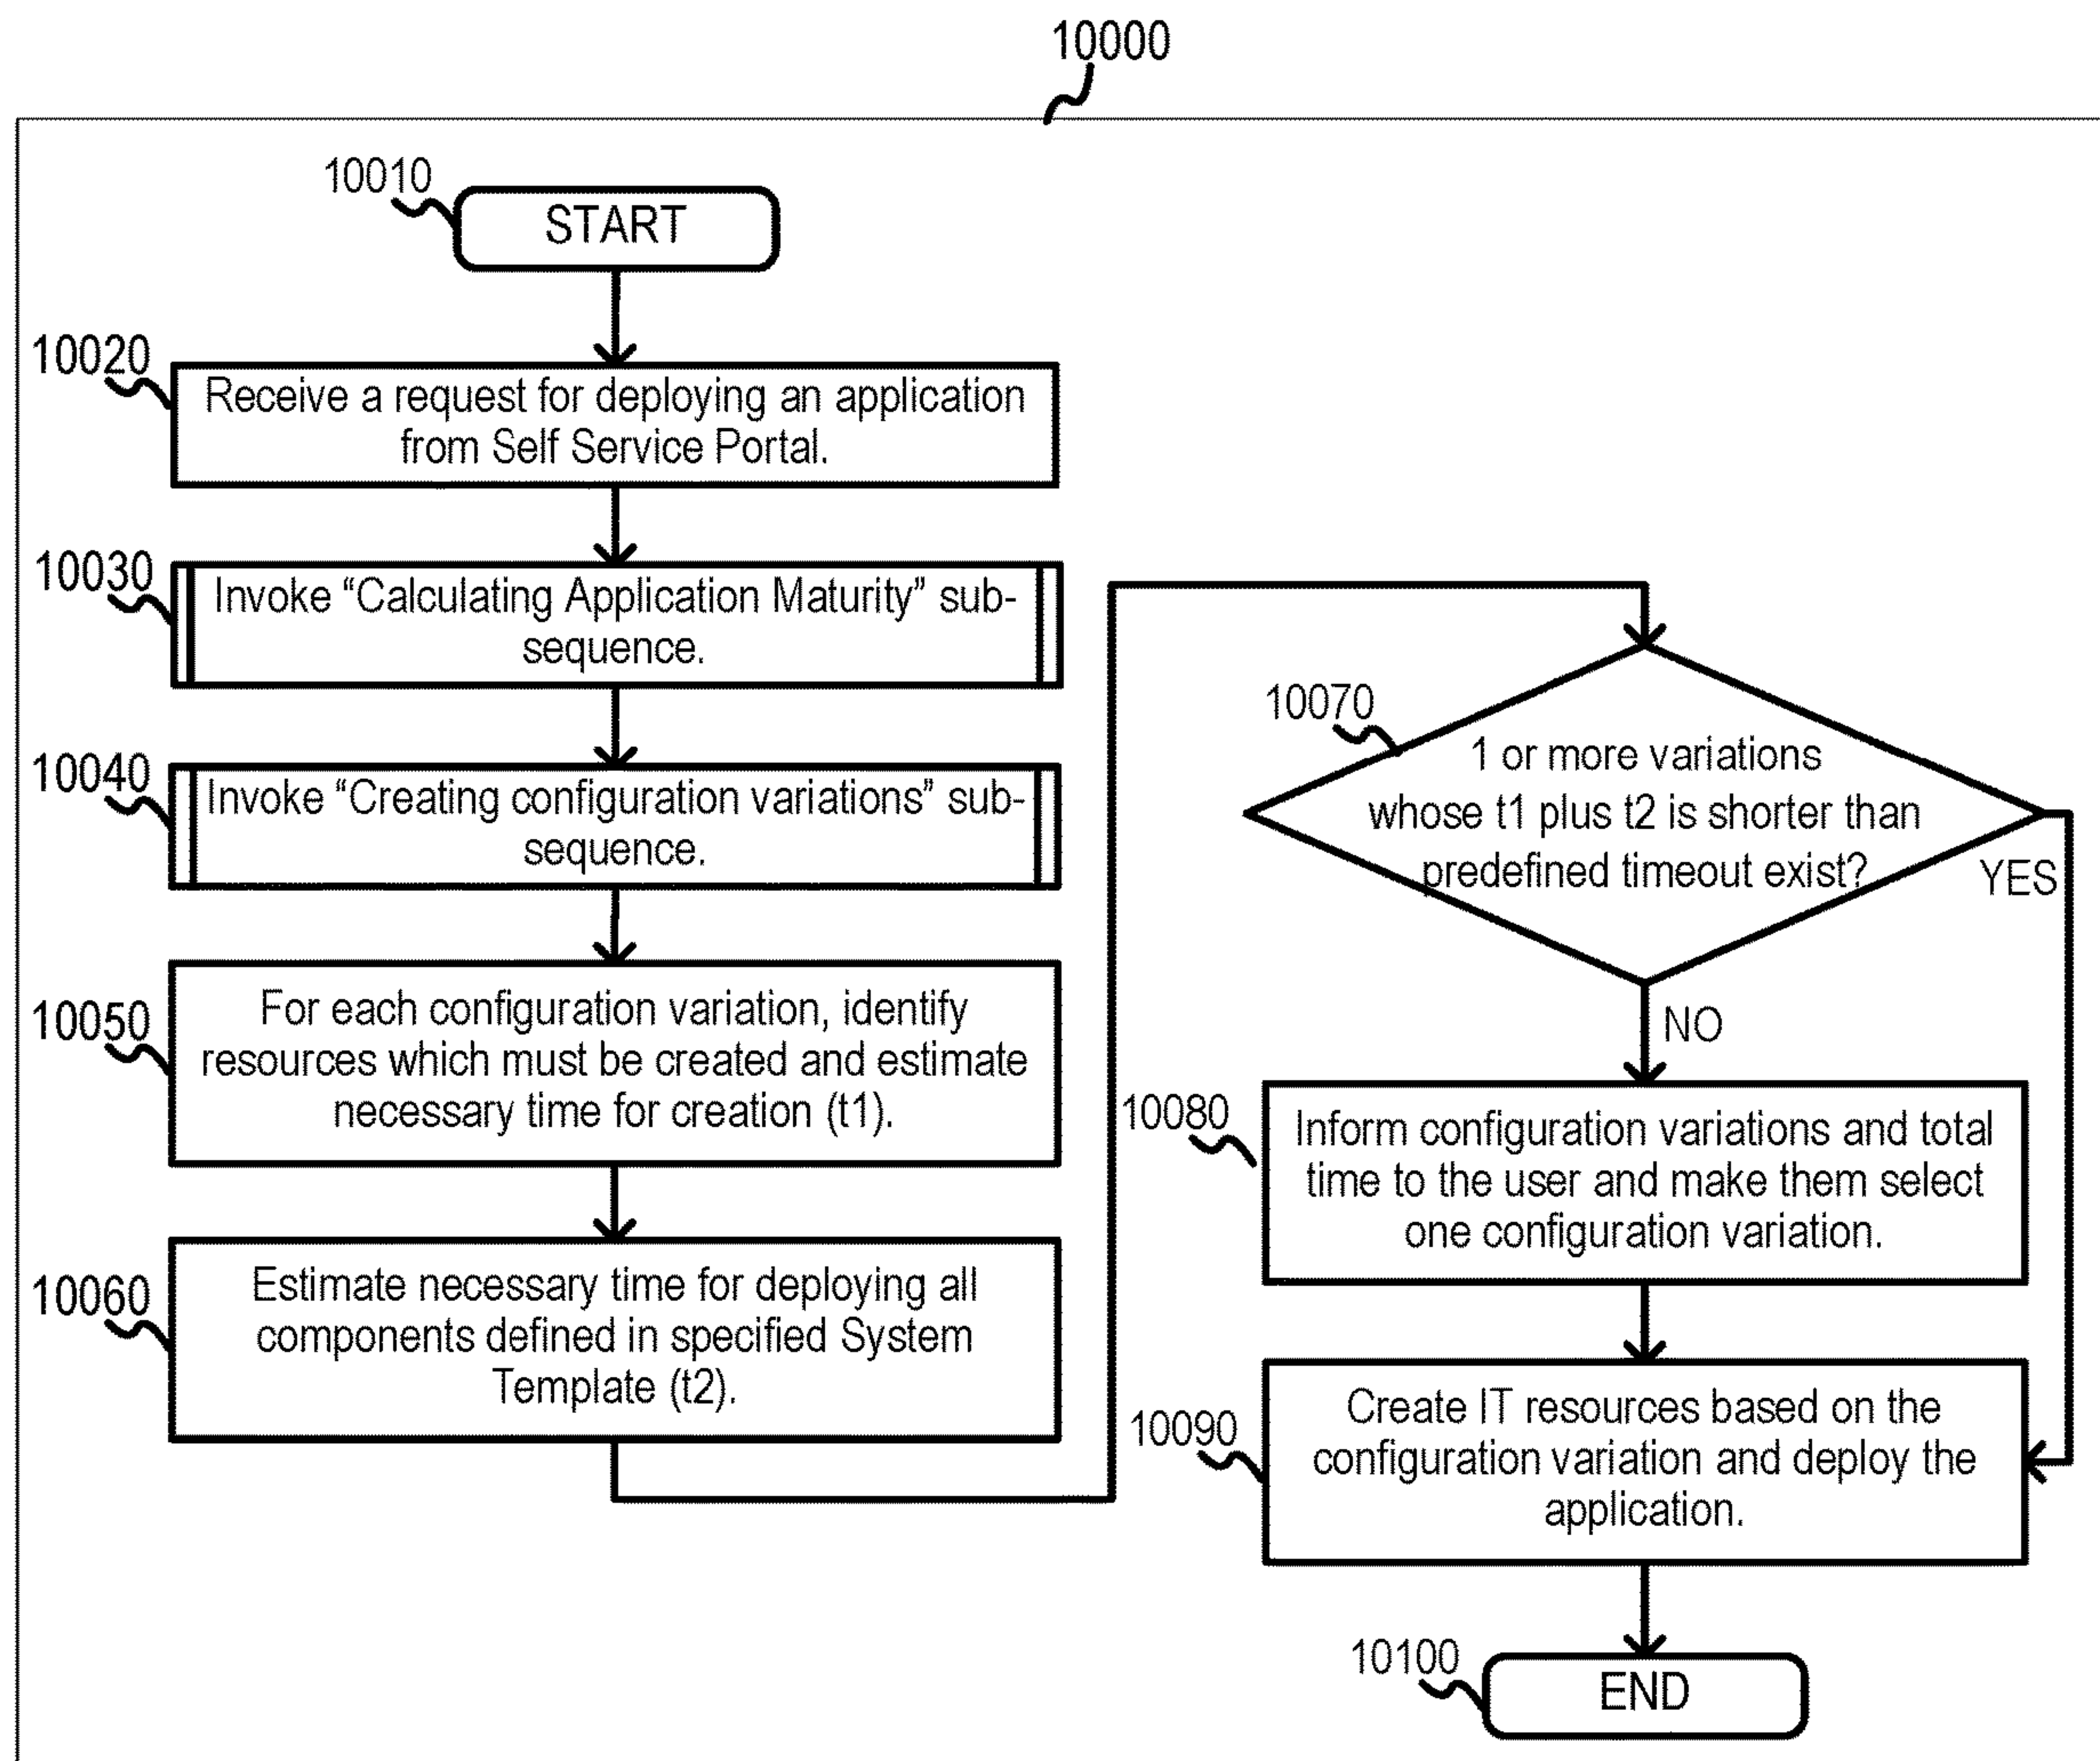 10000
10010
START
10020
Receive a request for deploying an application
from Self Service Portal.
10030
Invoke “Calculating Application Maturity” sub-
sequence.
10040
Invoke “Creating configuration variations” sub-
sequence.
10050
For each configuration variation, identify
resources which must be created and estimate
necessary time for creation (t1).
10060
Estimate necessary time for deploying all
components defined in specified System
Template (t2).
10070
1 or more variations
whose t1 plus t2 is shorter than
predefined timeout exist?
YES
NO
10080
Inform configuration variations and total
time to the user and make them select
one configuration variation.
10090
Create IT resources based on the
configuration variation and deploy the
application.
10100
END